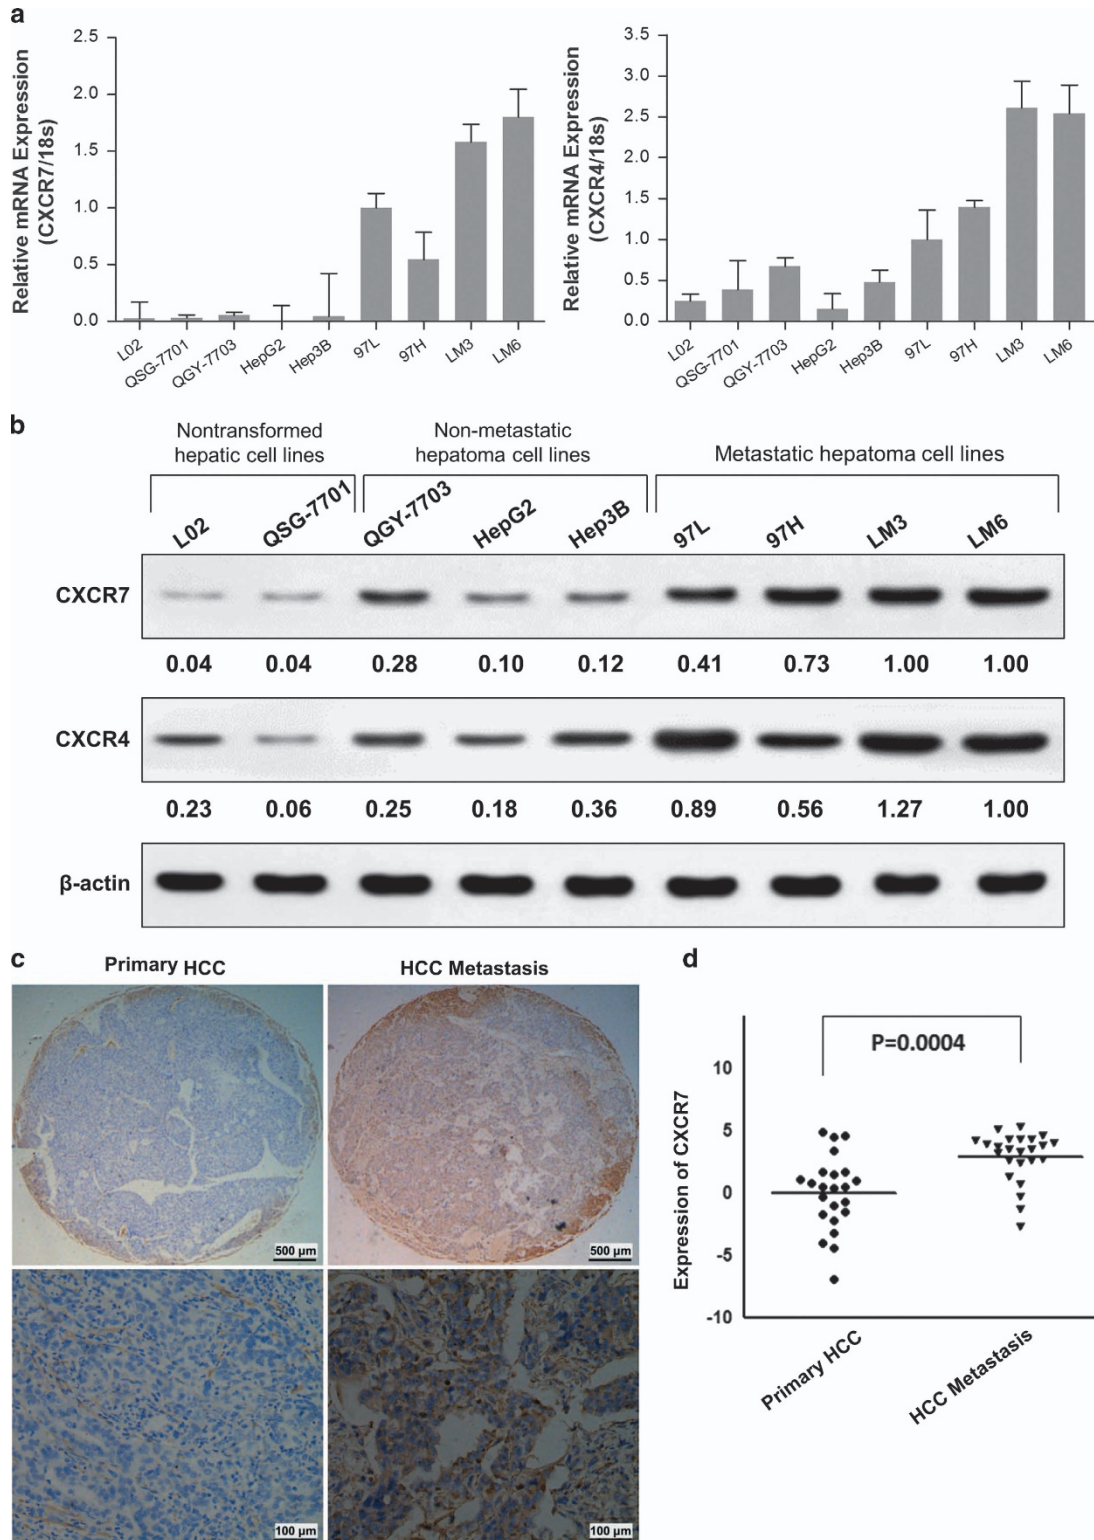 a
Relative mRNA Expression
(CXCR7/18s)
2.5
2.0
1.5
1.0
0.5
0.0
L02
QSG-7701
QGY-7703
HepG2
Hep3B
97L
97H
LM3
LM6
Relative mRNA Expression
(CXCR4/18s)
3.5
3.0
2.5
2.0
1.5
1.0
0.5
0.0
L02
QSG-7701
QGY-7703
HepG2
Hep3B
97L
97H
LM3
LM6
b
Nontransformed
hepatic cell lines
Non-metastatic
hepatoma cell lines
Metastatic hepatoma cell lines
L02 QSG-7701 QGY-7703 HepG2 Hep3B 97L 97H LM3 LM6
CXCR7
0.04 0.04 0.28 0.10 0.12 0.41 0.73 1.00 1.00
CXCR4
0.23 0.06 0.25 0.18 0.36 0.89 0.56 1.27 1.00
β-actin
c
Primary HCC
HCC Metastasis
500 µm
500 µm
100 µm
100 µm
d
P=0.0004
Expression of CXCR7
10
5
0
-5
-10
Primary HCC
HCC Metastasis